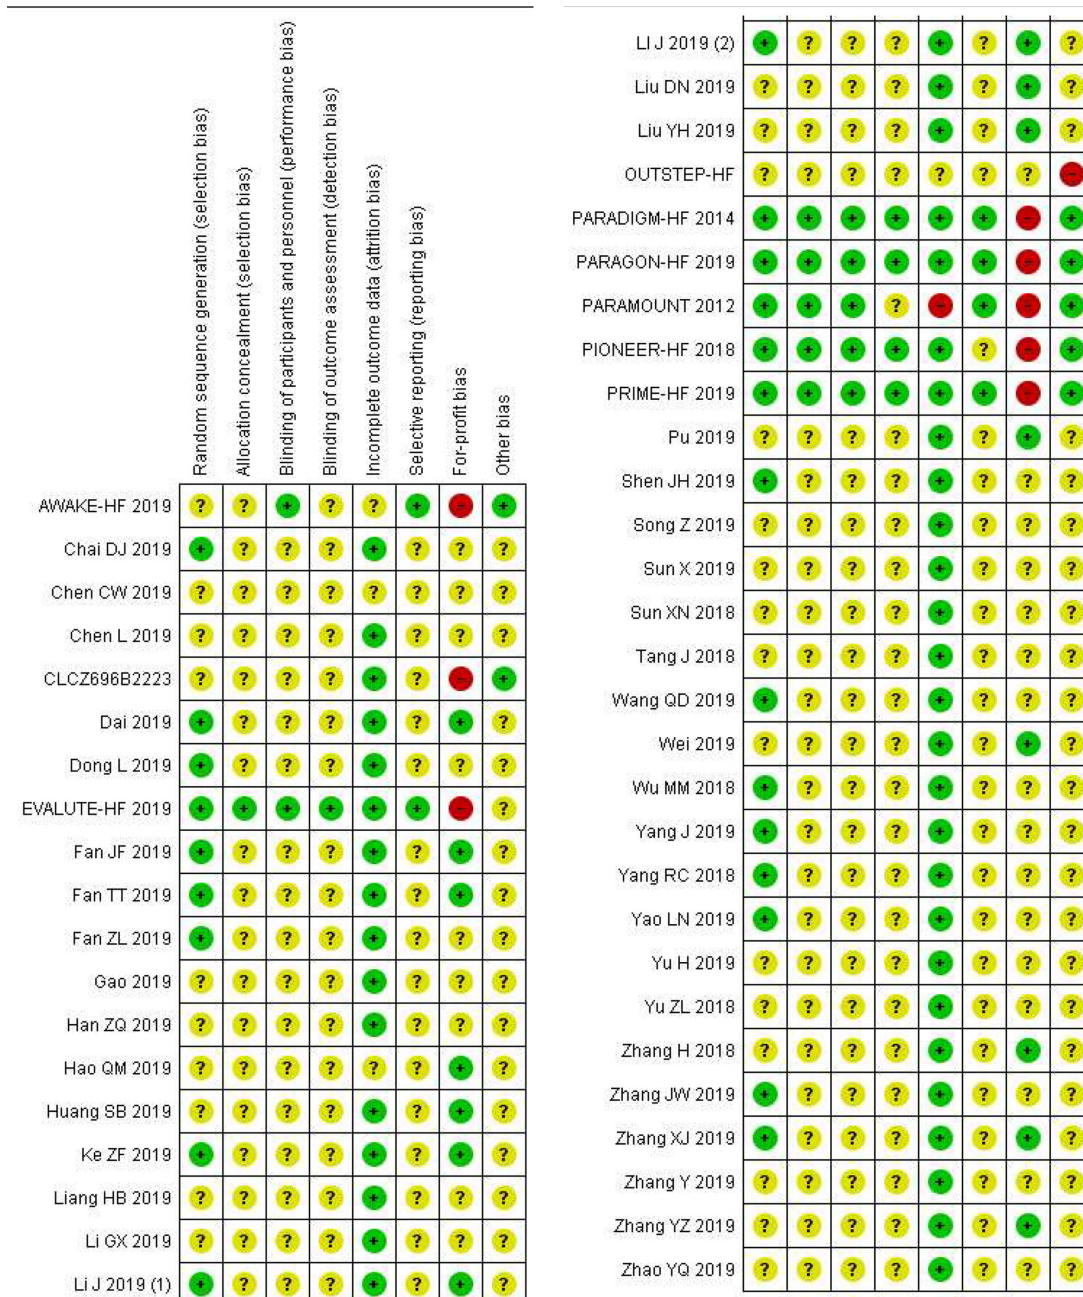 Random sequence generation (selection bias)
Allocation concealment (selection bias)
Blinding of participants and personnel (performance bias)
Blinding of outcome assessment (detection bias)
Incomplete outcome data (attrition bias)
Selective reporting (reporting bias)
For-profit bias
Other bias
AWAKE-HF 2019 ? ? + ? ? + - +
Chai DJ 2019 + ? ? ? + ? ? ?
Chen CW 2019 ? ? ? ? ? ? ? ?
Chen L 2019 ? ? ? ? + ? ? ?
CLCZ696B2223 ? ? ? ? + ? - +
Dai 2019 + ? ? ? + ? + ?
Dong L 2019 + ? ? ? + ? ? ?
EVALUTE-HF 2019 + + + + + + - ?
Fan JF 2019 + ? ? ? + ? + ?
Fan TT 2019 + ? ? ? + ? + ?
Fan ZL 2019 + ? ? ? + ? ? ?
Gao 2019 ? ? ? ? + ? ? ?
Han ZQ 2019 ? ? ? ? + ? ? ?
Hao QM 2019 ? ? ? ? ? ? + ?
Huang SB 2019 ? ? ? ? + ? + ?
Ke ZF 2019 + ? ? ? + ? + ?
Liang HB 2019 ? ? ? ? + ? ? ?
Li GX 2019 ? ? ? ? + ? ? ?
Li J 2019 (1) + ? ? ? + ? + ?
LI J 2019 (2) + ? ? ? + ? + ?
Liu DN 2019 ? ? ? ? + ? + ?
Liu YH 2019 ? ? ? ? + ? + ?
OUTSTEP-HF ? ? ? ? ? ? ? -
PARADIGM-HF 2014 + + + + + + - +
PARAGON-HF 2019 + + + + + + - +
PARAMOUNT 2012 + + + ? - + - +
PIONEER-HF 2018 + + + + + ? - +
PRIME-HF 2019 + + + + + + - +
Pu 2019 ? ? ? ? + ? + ?
Shen JH 2019 + ? ? ? + ? ? ?
Song Z 2019 ? ? ? ? + ? ? ?
Sun X 2019 ? ? ? ? + ? ? ?
Sun XN 2018 ? ? ? ? + ? ? ?
Tang J 2018 ? ? ? ? + ? ? ?
Wang QD 2019 + ? ? ? + ? ? ?
Wei 2019 ? ? ? ? + ? + ?
Wu MM 2018 + ? ? ? + ? ? ?
Yang J 2019 + ? ? ? + ? ? ?
Yang RC 2018 + ? ? ? + ? ? ?
Yao LN 2019 + ? ? ? + ? ? ?
Yu H 2019 ? ? ? ? + ? ? ?
Yu ZL 2018 ? ? ? ? + ? ? ?
Zhang H 2018 ? ? ? ? + ? + ?
Zhang JW 2019 + ? ? ? + ? ? ?
Zhang XJ 2019 + ? ? ? + ? + ?
Zhang Y 2019 ? ? ? ? + ? ? ?
Zhang YZ 2019 ? ? ? ? + ? + ?
Zhao YQ 2019 ? ? ? ? + ? ? ?